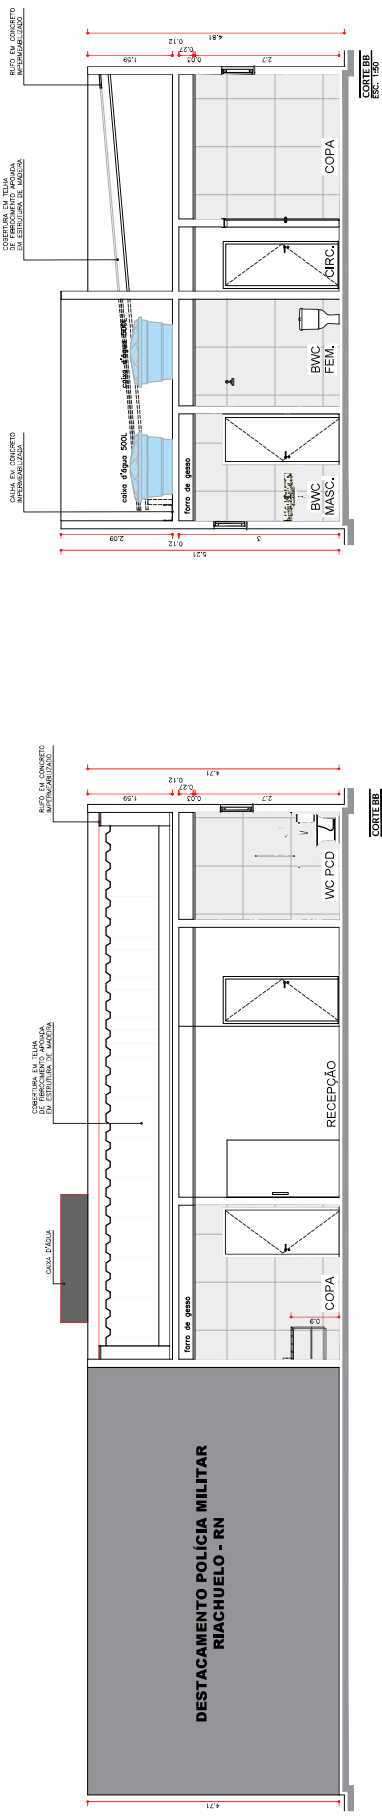 DESTACAMENTO POLÍCIA MILITAR
RIACHUELO - RN
4.71
CAIXA D'ÁGUA
COBERTURA EM TELHA
DE FIBROCIMENTO APOIADA
EM ESTRUTURA DE MADEIRA
RUFO EM CONCRETO
IMPERMEABILIZADO
forro de gesso
COPA
0.9
RECEPÇÃO
WC PCD
2.7
0.03
0.27
0.12
1.59
4.71
CORTE BB
CALHA EM CONCRETO
IMPERMEABILIZADA
COBERTURA EM TELHA
DE FIBROCIMENTO APOIADA
EM ESTRUTURA DE MADEIRA
RUFO EM CONCRETO
IMPERMEABILIZADO
5.21
2.09
0.12
3
caixa d'água 500L
caixa d'água 500L
forro de gesso
BWC
MASC.
BWC
FEM.
CIRC.
COPA
2.7
0.03
0.27
0.12
1.59
4.81
CORTE BB
ESC. 1:50